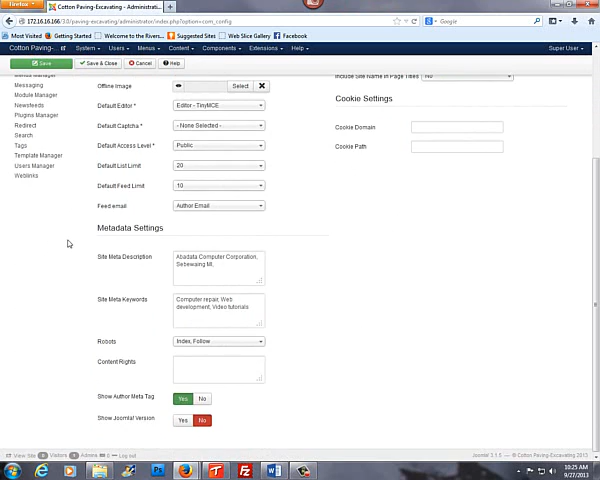 Firefox
Cotton Paving-Excavating - Administrati...
172.16.16.166/3.0/paving-excavating/administrator/index.php?option=com_config
Google
Most Visited Getting Started Welcome to the Rivers... Suggested Sites Web Slice Gallery Facebook
Cotton Paving-... System Users Menus Content Components Extensions Help Super User
Save Save & Close Cancel Help
Menus Manager
Messaging
Module Manager
Newsfeeds
Plugins Manager
Redirect
Search
Tags
Template Manager
Users Manager
Weblinks
Offline Image Select
Default Editor * Editor - TinyMCE
Default Captcha * - None Selected -
Default Access Level * Public
Default List Limit 20
Default Feed Limit 10
Feed email Author Email
Metadata Settings
Site Meta Description Abadata Computer Corporation,
Sebewaing MI,
Site Meta Keywords Computer repair, Web
development, Video tutorials
Robots Index, Follow
Content Rights
Show Author Meta Tag Yes No
Show Joomla! Version Yes No
Include Site Name in Page Titles No
Cookie Settings
Cookie Domain
Cookie Path
View Site Visitors Admins Log out
Joomla! 3.1.5 — © Cotton Paving-Excavating 2013
10:25 AM
9/27/2013